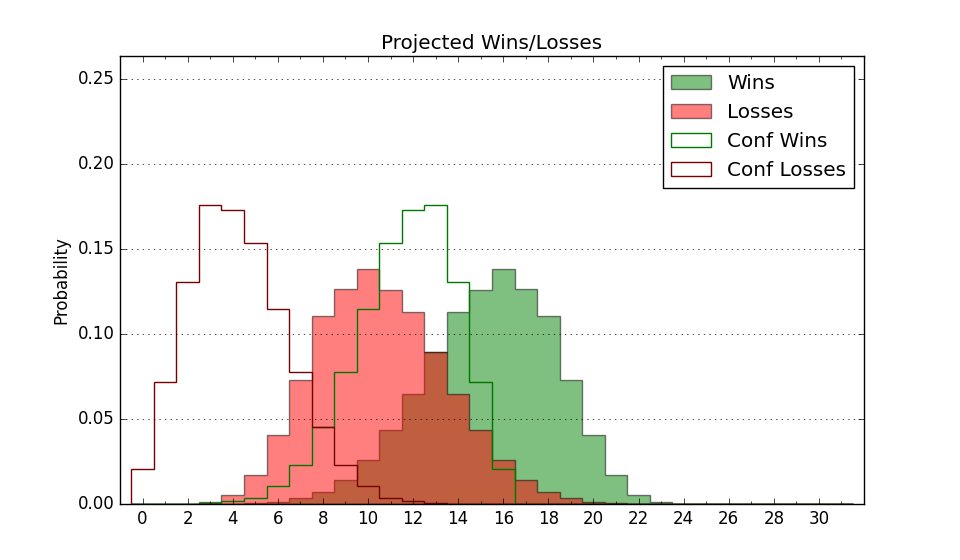 Projected Wins/Losses
0.25
0.20
0.15
0.10
0.05
0.00
Probability
Wins
Losses
Conf Wins
Conf Losses
0 2 4 6 8 10 12 14 16 18 20 22 24 26 28 30